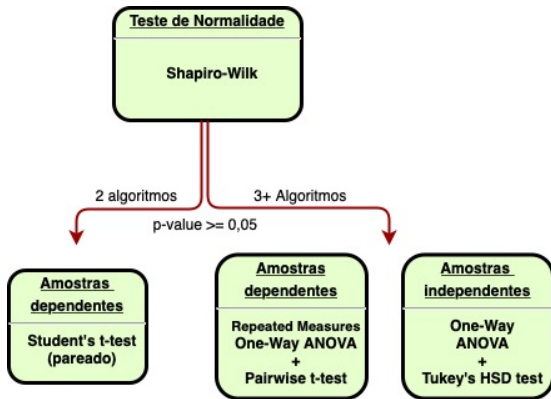 Teste de Normalidade
Shapiro-Wilk
2 algoritmos
3+ Algoritmos
p-value >= 0,05
Amostras
dependentes
Student's t-test
(pareado)
Amostras
dependentes
Repeated Measures
One-Way ANOVA
+
Pairwise t-test
Amostras
independentes
One-Way
ANOVA
+
Tukey's HSD test